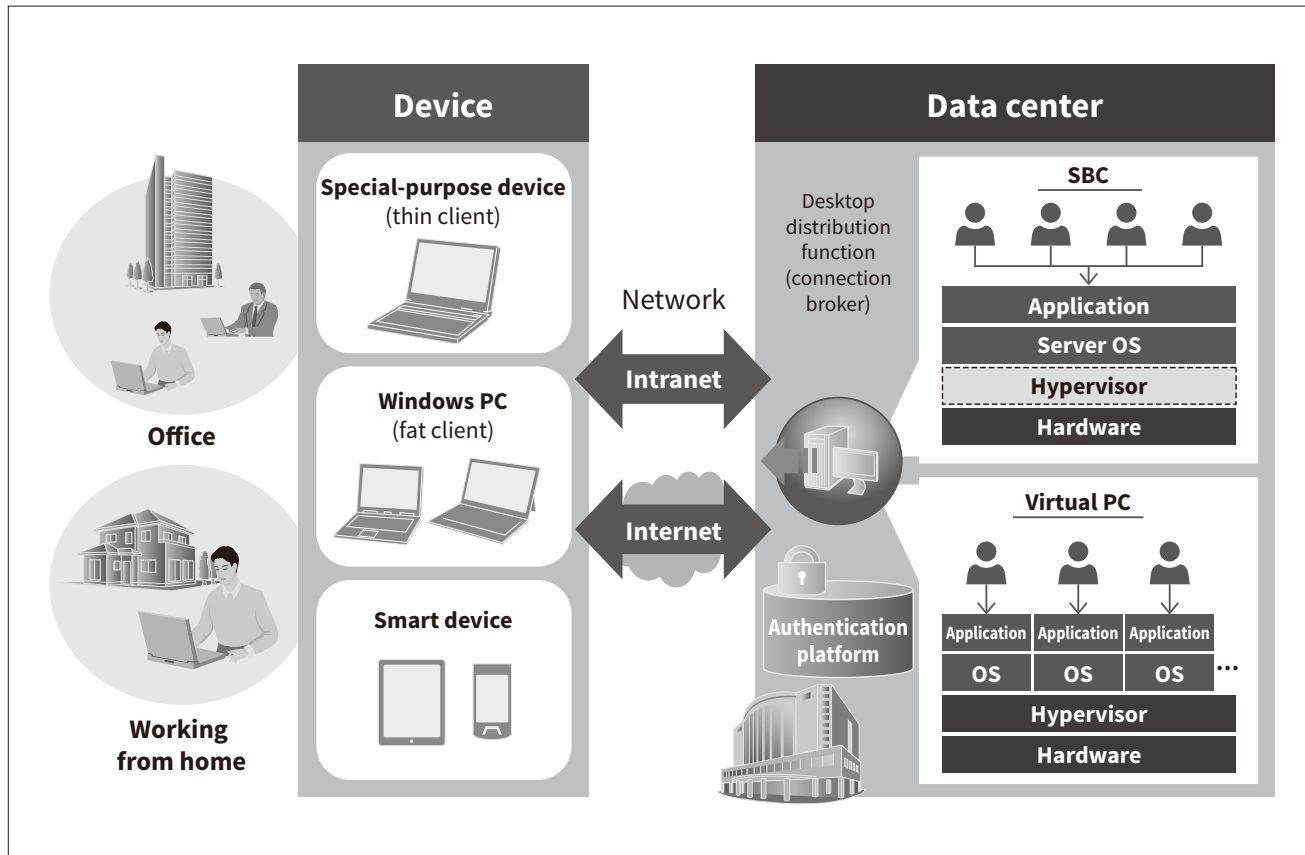 Office
Working
from home
Device
Special-purpose device
(thin client)
Windows PC
(fat client)
Smart device
Network
Intranet
Internet
Data center
Desktop
distribution
function
(connection
broker)
Authentication
platform
SBC
Application
Server OS
Hypervisor
Hardware
Virtual PC
Application Application Application
OS OS OS ...
Hypervisor
Hardware